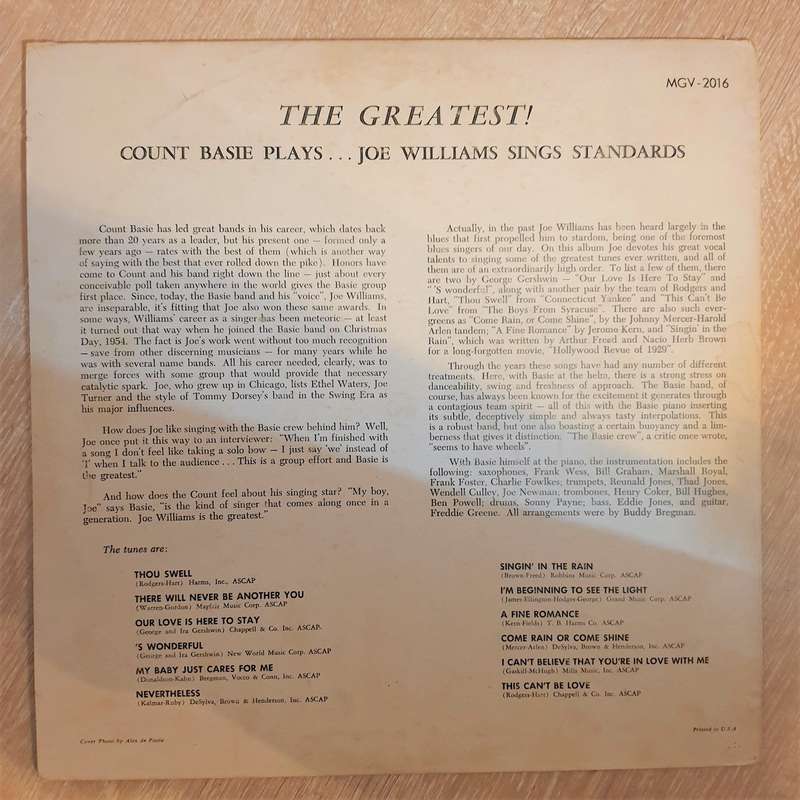 MGV-2016
THE GREATEST!
COUNT BASIE PLAYS... JOE WILLIAMS SINGS STANDARDS
Count Basie has led great bands in his career, which dates back
more than 20 years as a leader, but his present one — formed only a
few years ago — rates with the best of them (which is another way
of saying with the best that ever rolled down the pike). Honors have
come to Count and his band right down the line — just about every
conceivable poll taken anywhere in the world gives the Basie group
first place. Since, today, the Basie band and his "voice", Joe Williams,
are inseparable, it's fitting that Joe also won these same awards. In
some ways, Williams' career as a singer has been meteoric — at least
it turned out that way when he joined the Basie band on Christmas
Day, 1954. The fact is Joe's work went without too much recognition
— save from other discerning musicians — for many years while he
was with several name bands. All his career needed, clearly, was to
merge forces with some group that would provide that necessary
catalytic spark. Joe, who grew up in Chicago, lists Ethel Waters, Joe
Turner and the style of Tommy Dorsey's band in the Swing Era as
his major influences.
How does Joe like singing with the Basie crew behind him? Well,
Joe once put it this way to an interviewer: "When I'm finished with
a song I don't feel like taking a solo bow — I just say 'we' instead of
'I' when I talk to the audience... This is a group effort and Basie is
the greatest."
And how does the Count feel about his singing star? "My boy,
Joe" says Basie, "is the kind of singer that comes along once in a
generation. Joe Williams is the greatest."
Actually, in the past Joe Williams has been heard largely in the
blues that first propelled him to stardom, being one of the foremost
blues singers of our day. On this album Joe devotes his great vocal
talents to singing some of the greatest tunes ever written, and all of
them are of an extraordinarily high order. To list a few of them, there
are two by George Gershwin — "Our Love Is Here To Stay" and
"'S wonderful", along with another pair by the team of Rodgers and
Hart, "Thou Swell" from "Connecticut Yankee" and "This Can't Be
Love" from "The Boys From Syracuse". There are also such ever-
greens as "Come Rain, or Come Shine", by the Johnny Mercer-Harold
Arlen tandem; "A Fine Romance" by Jerome Kern, and "Singin' in the
Rain", which was written by Arthur Freed and Nacio Herb Brown
for a long-forgotten movie, "Hollywood Revue of 1929".
Through the years these songs have had any number of different
treatments. Here, with Basie at the helm, there is a strong stress on
danceability, swing and freshness of approach. The Basie band, of
course, has always been known for the excitement it generates through
a contagious team spirit — all of this with the Basie piano inserting
its subtle, deceptively simple and always tasty interpolations. This
is a robust band, but one also boasting a certain buoyancy and a lim-
berness that gives it distinction. "The Basie crew", a critic once wrote,
"seems to have wheels".
With Basie himself at the piano, the instrumentation includes the
following: saxophones, Frank Wess, Bill Graham, Marshall Royal,
Frank Foster, Charlie Fowlkes; trumpets, Reunald Jones, Thad Jones,
Wendell Culley, Joe Newman, trombones, Henry Coker, Bill Hughes,
Ben Powell; drums, Sonny Payne; bass, Eddie Jones, and guitar,
Freddie Greene. All arrangements were by Buddy Bregman.
The tunes are:
THOU SWELL
(Rodgers-Hart) Harms, Inc., ASCAP
THERE WILL NEVER BE ANOTHER YOU
(Warren-Gordon) Mayfair Music Corp. ASCAP
OUR LOVE IS HERE TO STAY
(George and Ira Gershwin) Chappell & Co. Inc. ASCAP.
'S WONDERFUL
(George and Ira Gershwin) New World Music Corp. ASCAP
MY BABY JUST CARES FOR ME
(Donaldson-Kahn) Bregman, Vocco & Conn, Inc. ASCAP
NEVERTHELESS
(Kalmar-Ruby) DeSylva, Brown & Henderson, Inc. ASCAP
SINGIN' IN THE RAIN
(Brown-Freed) Robbins Music Corp. ASCAP
I'M BEGINNING TO SEE THE LIGHT
(James-Ellington-Hodges-George) Grand Music Corp. ASCAP
A FINE ROMANCE
(Kern-Fields) T. B. Harms Co. ASCAP
COME RAIN OR COME SHINE
(Mercer-Arlen) DeSylva, Brown & Henderson, Inc. ASCAP
I CAN'T BELIEVE THAT YOU'RE IN LOVE WITH ME
(Gaskill-McHugh) Mills Music, Inc. ASCAP
THIS CAN'T BE LOVE
(Rodgers-Hart) Chappell & Co. Inc. ASCAP
Cover Photo by Alex de Paola
Printed in U.S.A